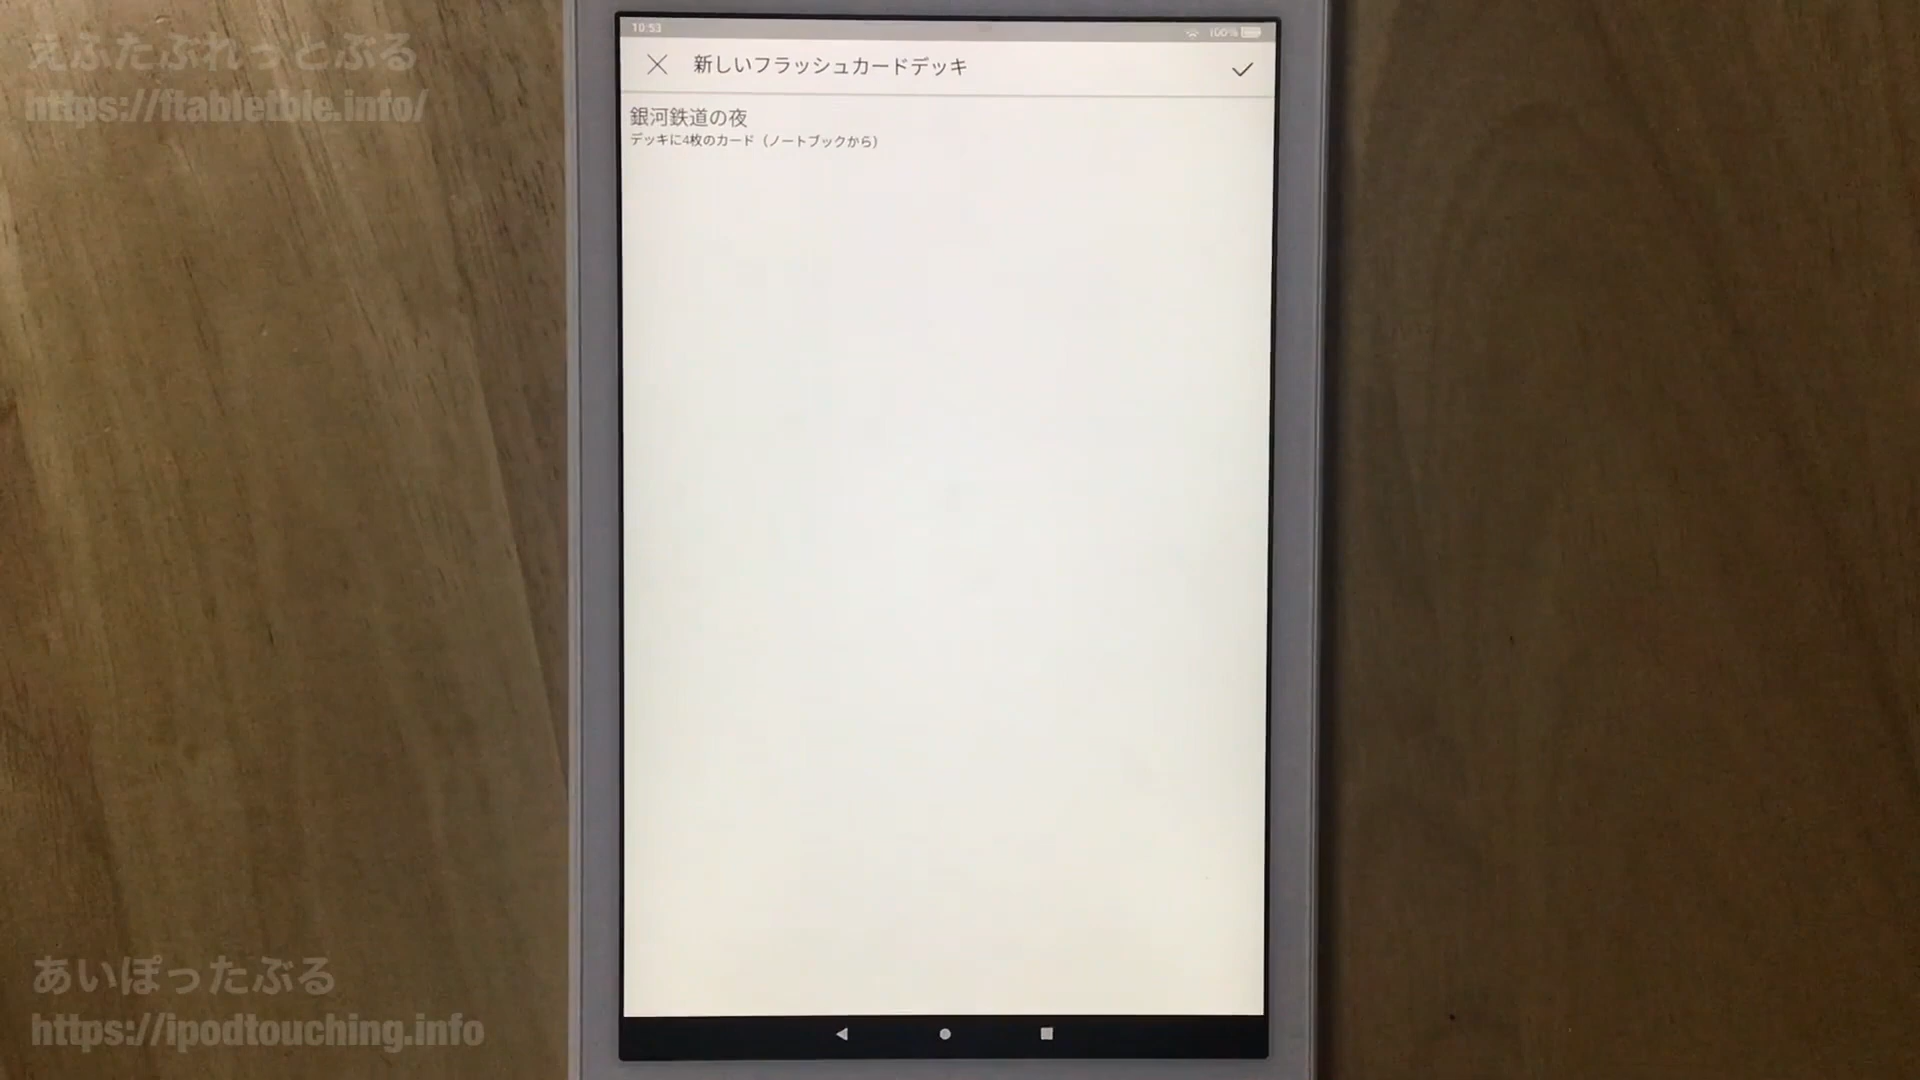 えふたぶれっとぶる
https://ftabletble.info/
10:53
100%
新しいフラッシュカードデッキ
銀河鉄道の夜
デッキに4枚のカード（ノートブックから）
あいぽったぶる
https://ipodtouching.info